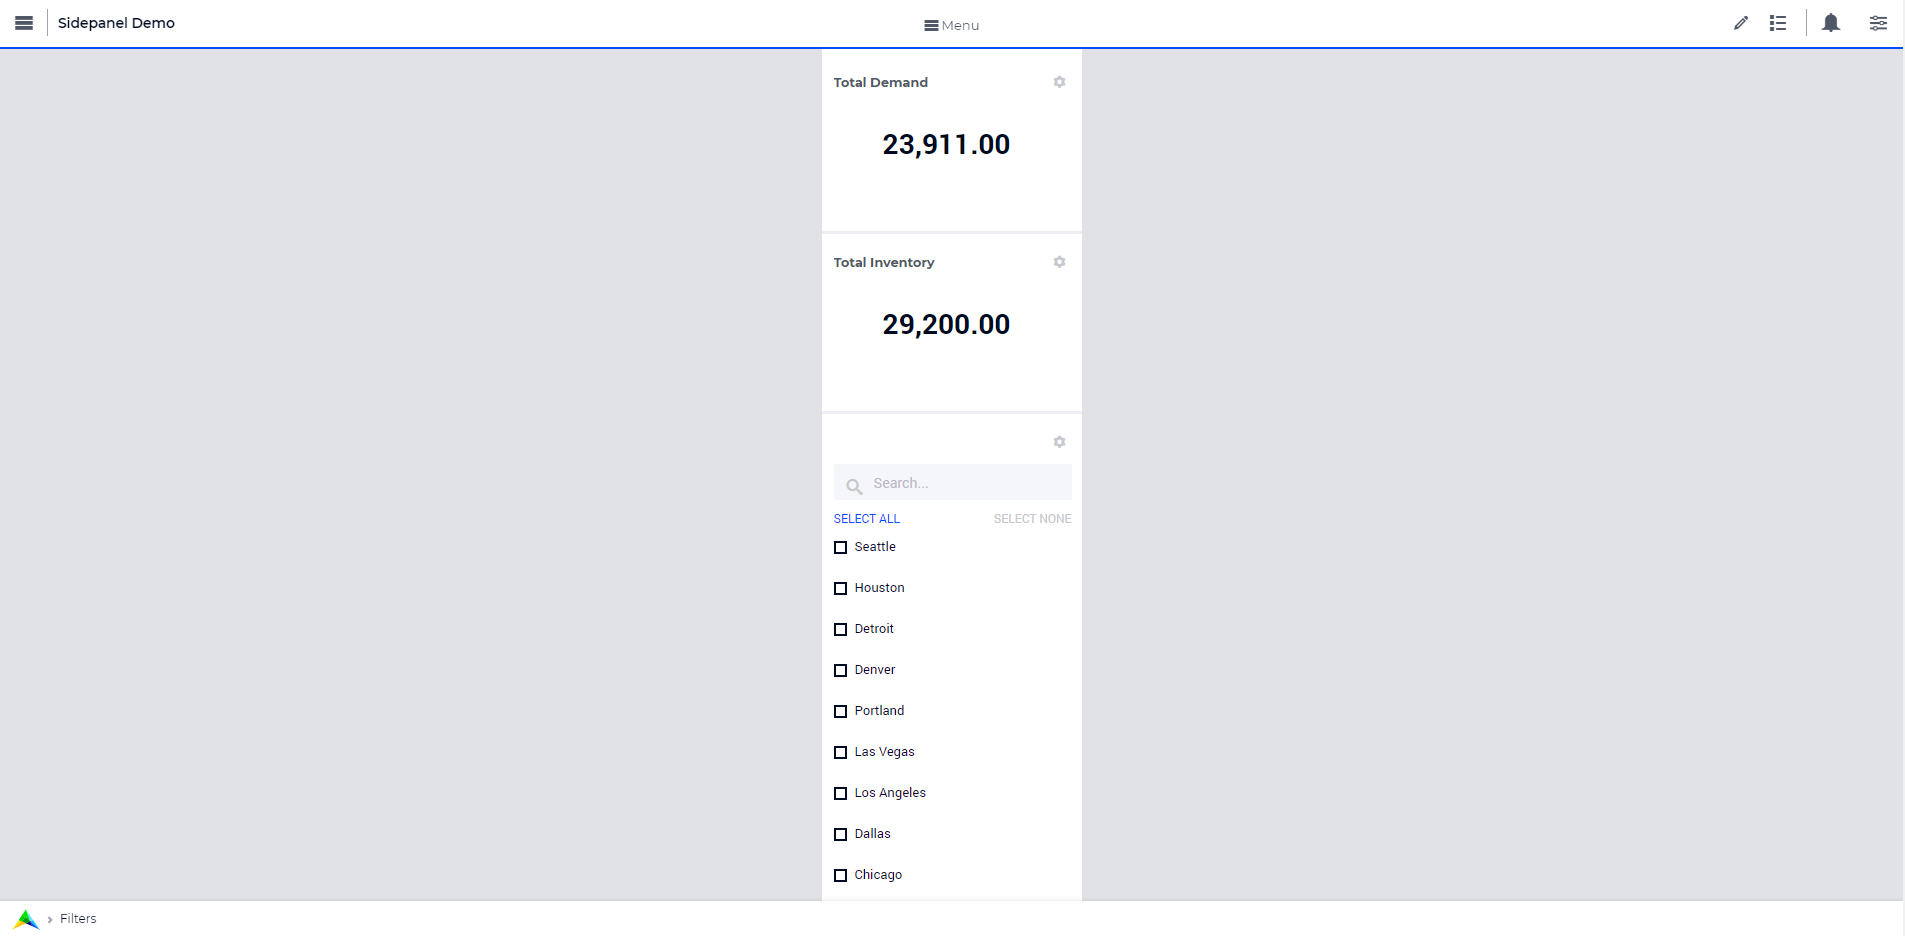 Sidepanel Demo
Menu
Total Demand
23,911.00
Total Inventory
29,200.00
Search...
SELECT ALL SELECT NONE
Seattle
Houston
Detroit
Denver
Portland
Las Vegas
Los Angeles
Dallas
Chicago
Filters